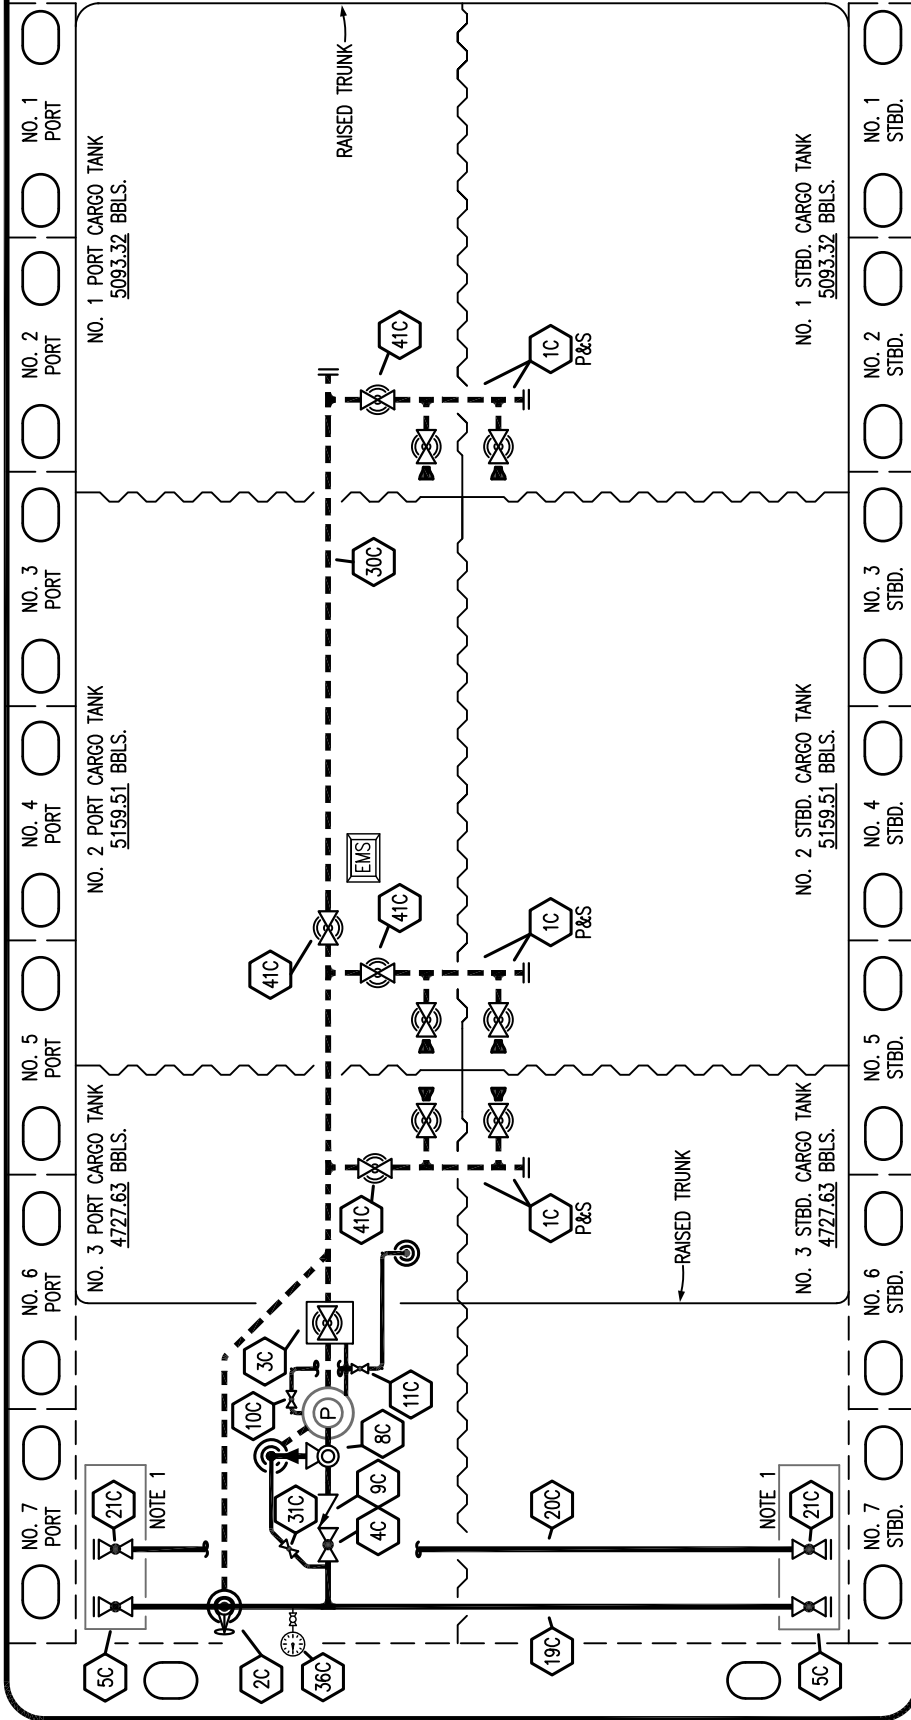 NO. 1
PORT
NO. 2
PORT
NO. 3
PORT
NO. 4
PORT
NO. 5
PORT
NO. 6
PORT
NO. 7
PORT
NO. 1 PORT CARGO TANK
5093.32 BBLS.
NO. 2 PORT CARGO TANK
5159.51 BBLS.
NO. 3 PORT CARGO TANK
4727.63 BBLS.
RAISED TRUNK
41C
1C
P&S
30C
EMS
41C
41C
1C
P&S
41C
1C
P&S
RAISED TRUNK
3C
10C
11C
P
8C
9C
31C
4C
21C
NOTE 1
5C
2C
36C
20C
19C
NOTE 1
21C
5C
NO. 1 STBD. CARGO TANK
5093.32 BBLS.
NO. 2 STBD. CARGO TANK
5159.51 BBLS.
NO. 3 STBD. CARGO TANK
4727.63 BBLS.
NO. 1
STBD.
NO. 2
STBD.
NO. 3
STBD.
NO. 4
STBD.
NO. 5
STBD.
NO. 6
STBD.
NO. 7
STBD.